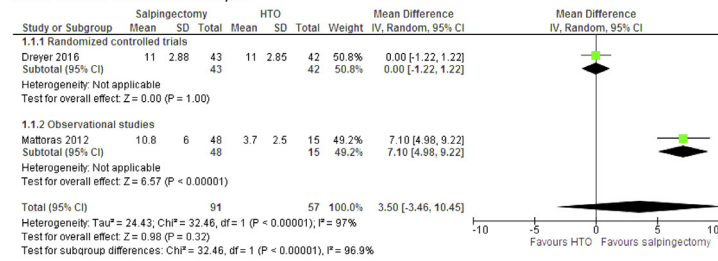 Salpingectomy HTO Mean Difference Mean Difference
Study or Subgroup Mean SD Total Mean SD Total Weight IV, Random, 95% CI IV, Random, 95% CI
1.1.1 Randomized controlled trials
Dreyer 2016 11 2.88 43 11 2.85 42 50.8% 0.00 [-1.22, 1.22]
Subtotal (95% CI) 43 42 50.8% 0.00 [-1.22, 1.22]
Heterogeneity: Not applicable
Test for overall effect: Z = 0.00 (P = 1.00)
1.1.2 Observational studies
Mattoras 2012 10.8 6 48 3.7 2.5 15 49.2% 7.10 [4.98, 9.22]
Subtotal (95% CI) 48 15 49.2% 7.10 [4.98, 9.22]
Heterogeneity: Not applicable
Test for overall effect: Z = 6.57 (P < 0.00001)
Total (95% CI) 91 57 100.0% 3.50 [-3.46, 10.45]
Heterogeneity: Tau² = 24.43; Chi² = 32.46, df = 1 (P < 0.00001); I² = 97%
Test for overall effect: Z = 0.98 (P = 0.32)
Test for subgroup differences: Chi² = 32.46, df = 1 (P < 0.00001), I² = 96.9%
-10 -5 0 5 10
Favours HTO Favours salpingectomy